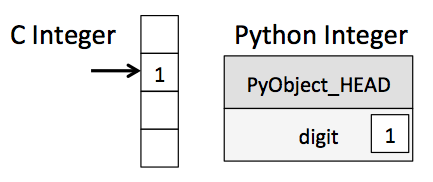 C Integer
1
Python Integer
PyObject_HEAD
digit 1